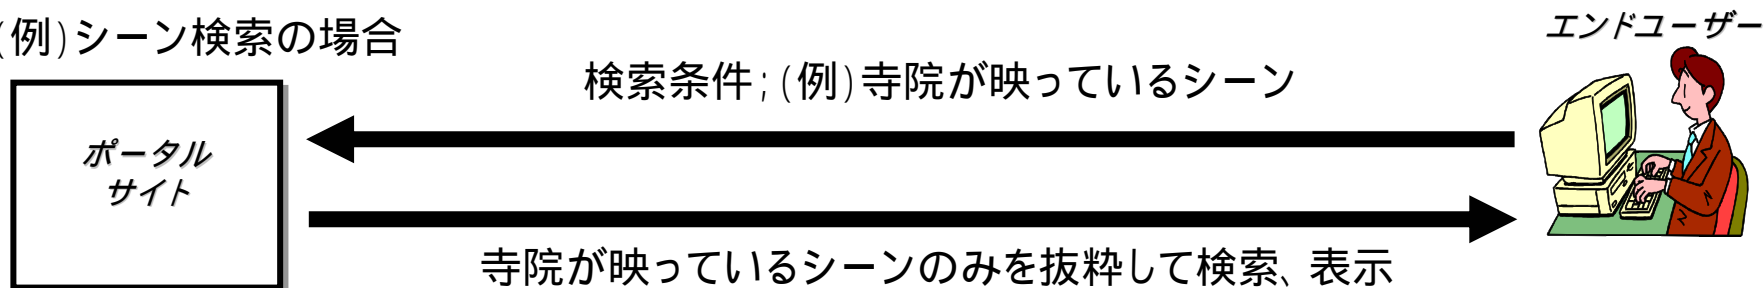 (例)シーン検索の場合
エンドユーザー
検索条件;(例)寺院が映っているシーン
ポータル
サイト
寺院が映っているシーンのみを抜粋して検索、表示